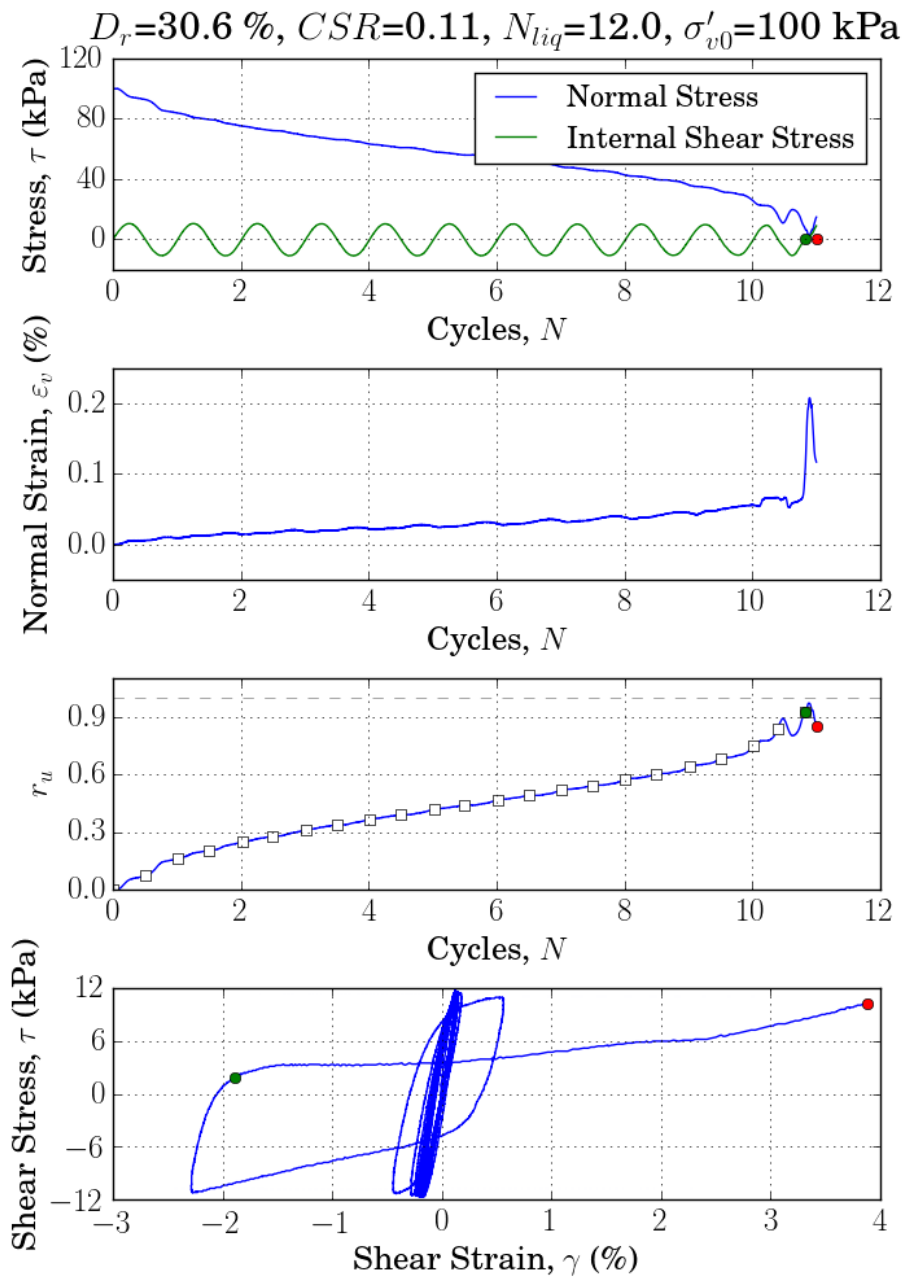 D_r=30.6 %, CSR=0.11, N_liq=12.0, σ′_v0=100 kPa
Stress, τ (kPa)
120
80
40
0
Normal Stress
Internal Shear Stress
0 2 4 6 8 10 12
Cycles, N
Normal Strain, ε_v (%)
0.2
0.1
0.0
0 2 4 6 8 10 12
Cycles, N
r_u
0.9
0.6
0.3
0.0
0 2 4 6 8 10 12
Cycles, N
Shear Stress, τ (kPa)
12
6
0
−6
−12
−3 −2 −1 0 1 2 3 4
Shear Strain, γ (%)